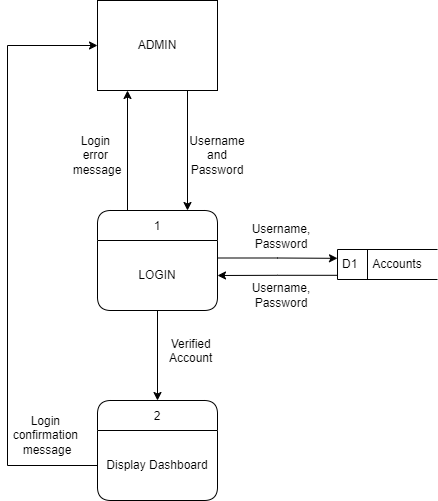 ADMIN
Login
error
message
Username
and
Password
1
LOGIN
Username,
Password
D1
Accounts
Username,
Password
Verified
Account
2
Display Dashboard
Login
confirmation
message